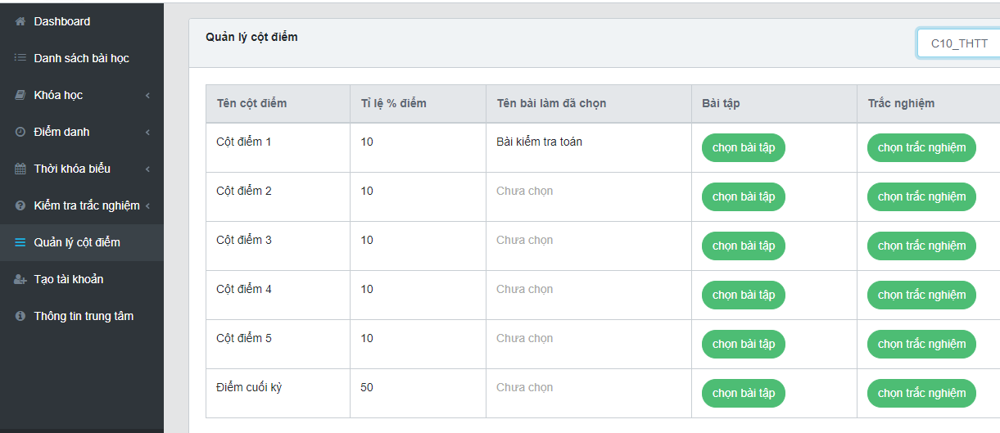 Dashboard
Danh sách bài học
Khóa học
Điểm danh
Thời khóa biểu
Kiểm tra trắc nghiệm
Quản lý cột điểm
Tạo tài khoản
Thông tin trung tâm
Quản lý cột điểm
C10_THTT
Tên cột điểm Tỉ lệ % điểm Tên bài làm đã chọn Bài tập Trắc nghiệm
Cột điểm 1 10 Bài kiểm tra toán chọn bài tập chọn trắc nghiệm
Cột điểm 2 10 Chưa chọn chọn bài tập chọn trắc nghiệm
Cột điểm 3 10 Chưa chọn chọn bài tập chọn trắc nghiệm
Cột điểm 4 10 Chưa chọn chọn bài tập chọn trắc nghiệm
Cột điểm 5 10 Chưa chọn chọn bài tập chọn trắc nghiệm
Điểm cuối kỳ 50 Chưa chọn chọn bài tập chọn trắc nghiệm